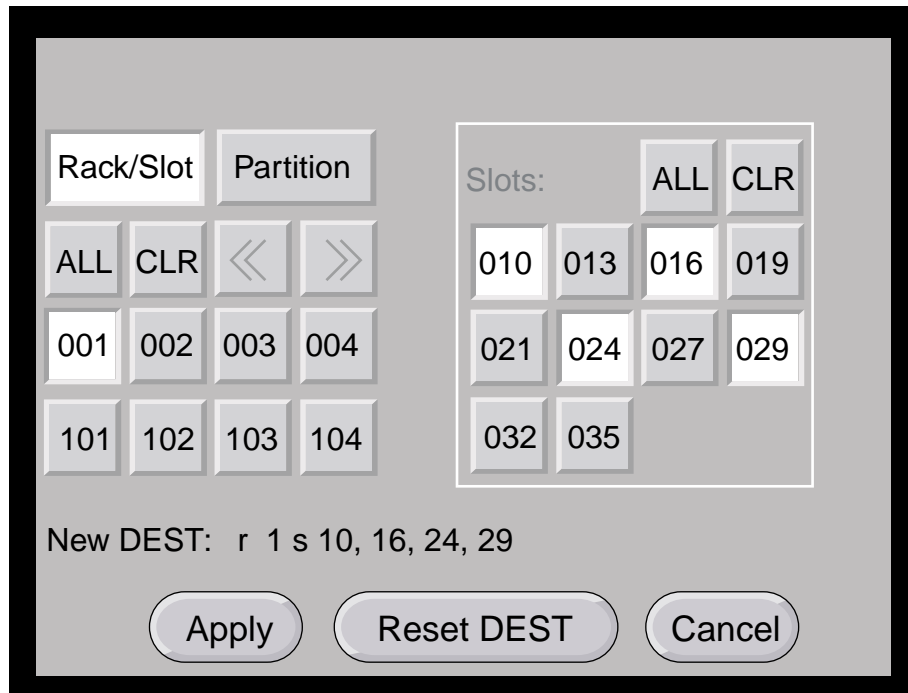 Rack/Slot Partition
ALL CLR
001 002 003 004
101 102 103 104
Slots: ALL CLR
010 013 016 019
021 024 027 029
032 035
New DEST: r 1 s 10, 16, 24, 29
Apply Reset DEST Cancel